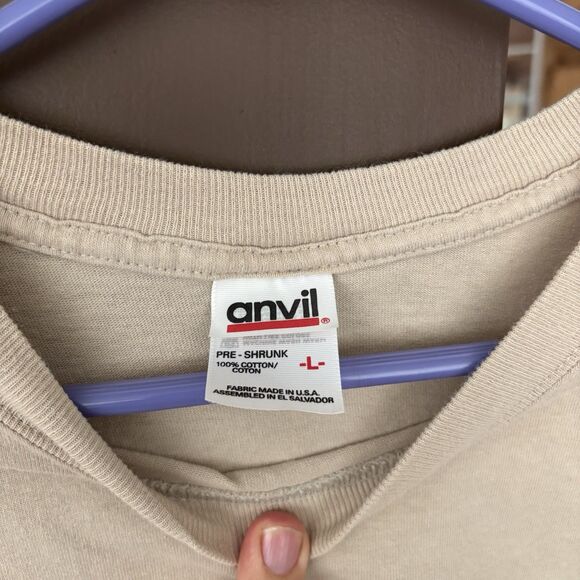 anvil®
PRE-SHRUNK
100% COTTON/
COTON
-L-
FABRIC MADE IN U.S.A.
ASSEMBLED IN EL SALVADOR